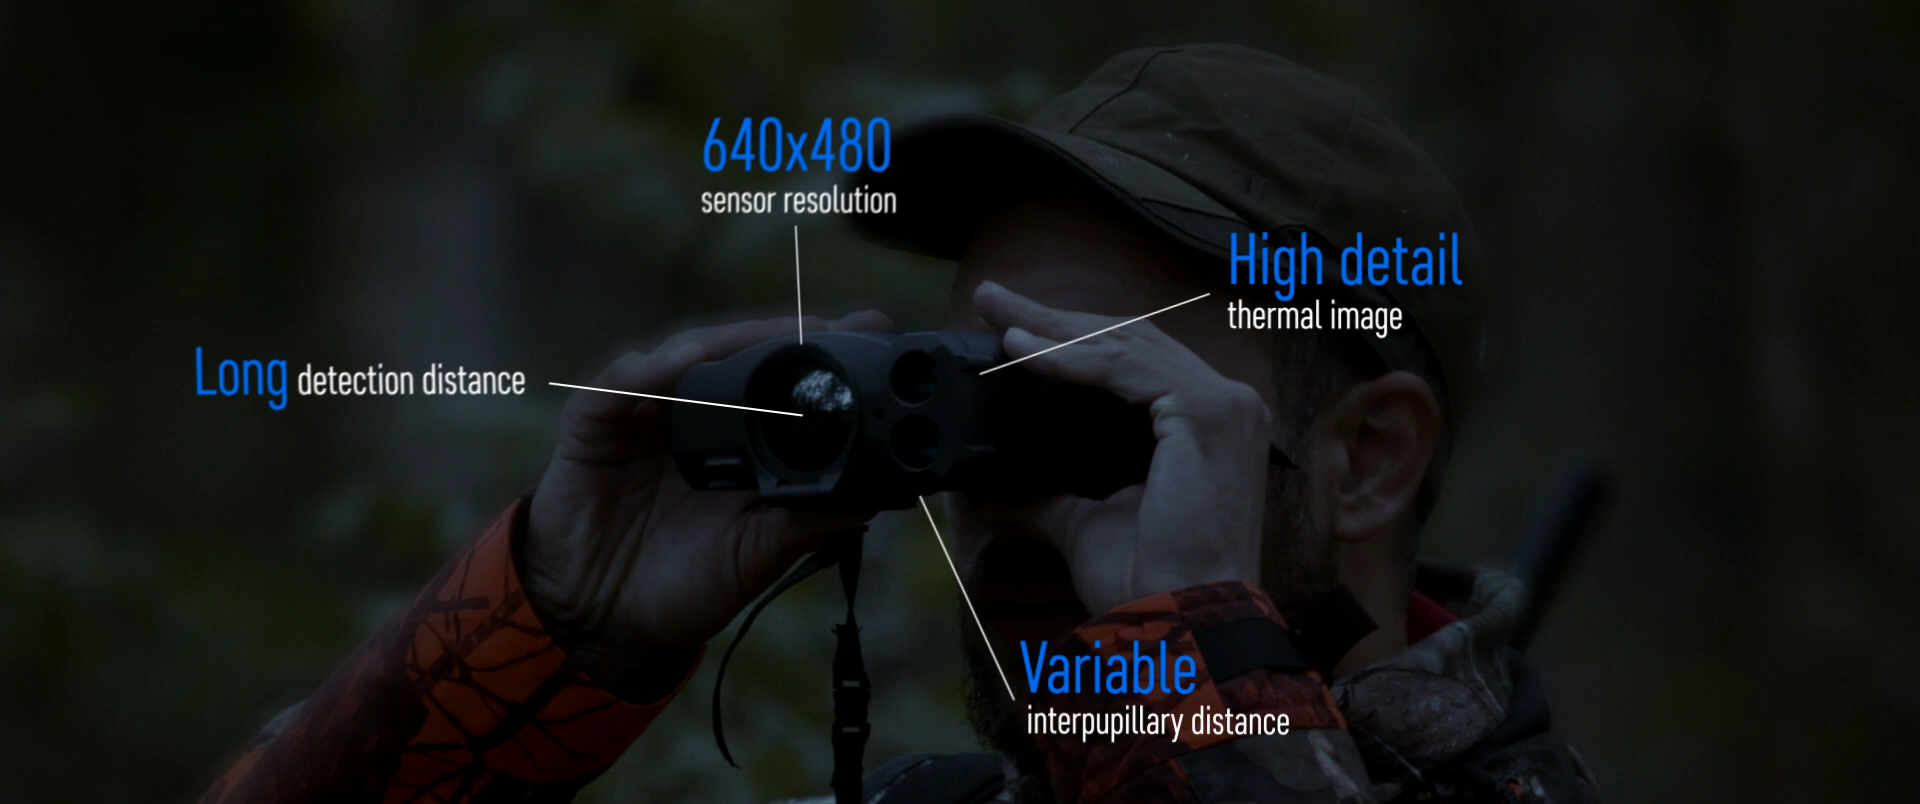 640x480
sensor resolution
High detail
thermal image
Long detection distance
Variable
interpupillary distance